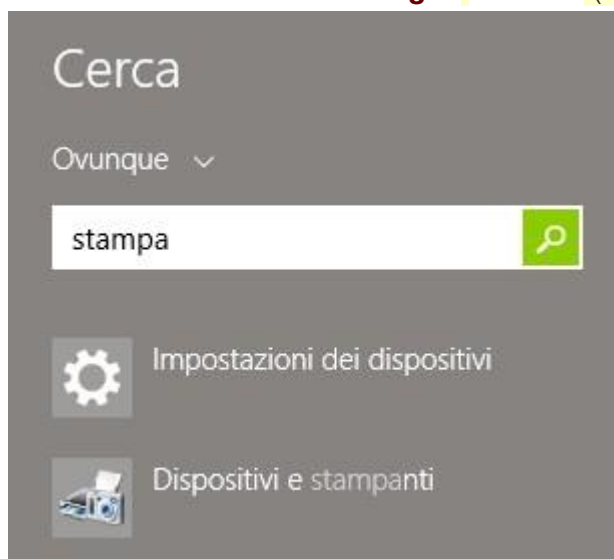 g
(
Cerca
Ovunque
stampa
Impostazioni dei dispositivi
Dispositivi e stampanti